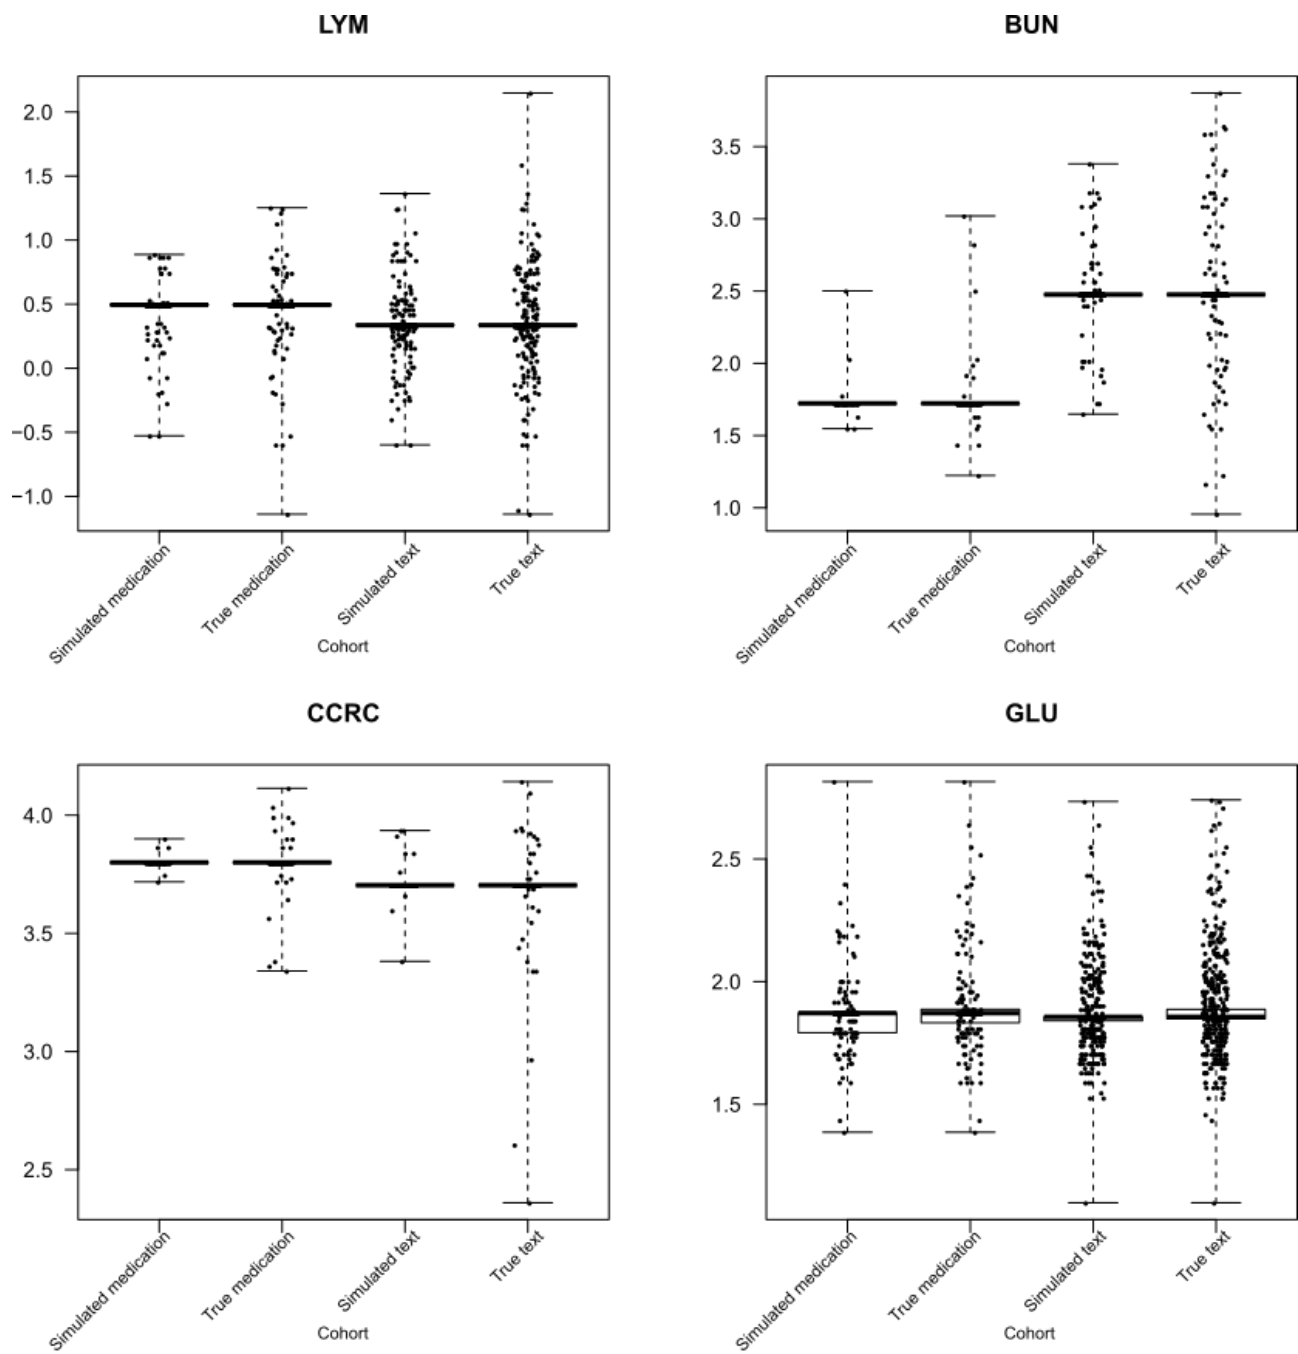 LYM
2.0
1.5
1.0
0.5
0.0
−0.5
−1.0
Simulated medication
True medication
Simulated text
True text
Cohort
BUN
3.5
3.0
2.5
2.0
1.5
1.0
Simulated medication
True medication
Simulated text
True text
Cohort
CCRC
4.0
3.5
3.0
2.5
Simulated medication
True medication
Simulated text
True text
Cohort
GLU
2.5
2.0
1.5
Simulated medication
True medication
Simulated text
True text
Cohort